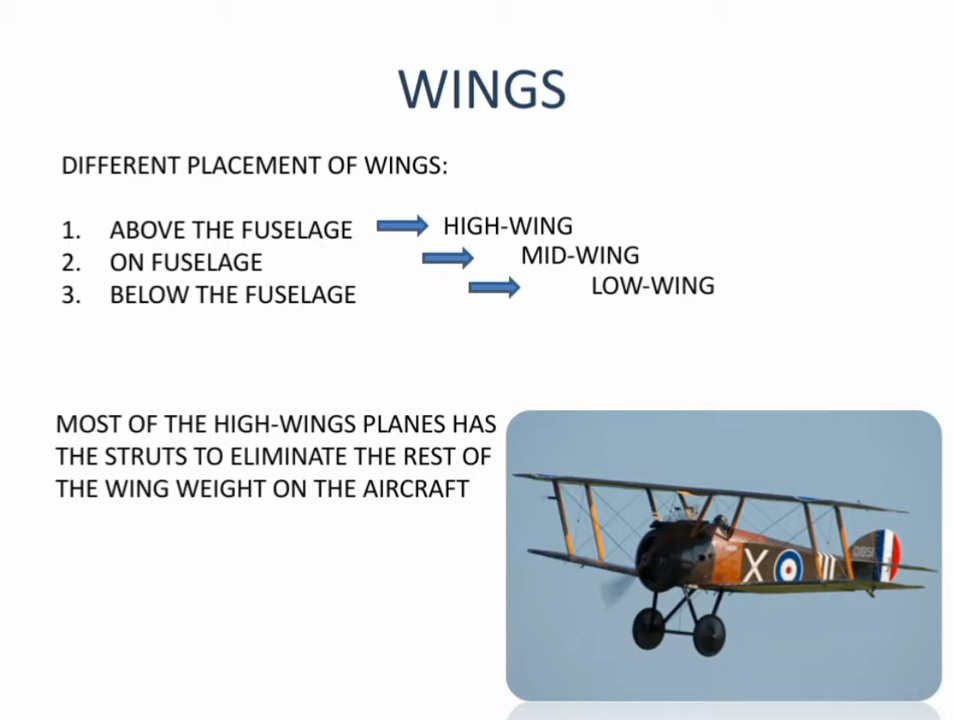 WINGS
DIFFERENT PLACEMENT OF WINGS:
1. ABOVE THE FUSELAGE HIGH-WING
2. ON FUSELAGE MID-WING
3. BELOW THE FUSELAGE LOW-WING
MOST OF THE HIGH-WINGS PLANES HAS
THE STRUTS TO ELIMINATE THE REST OF
THE WING WEIGHT ON THE AIRCRAFT
X
D1851